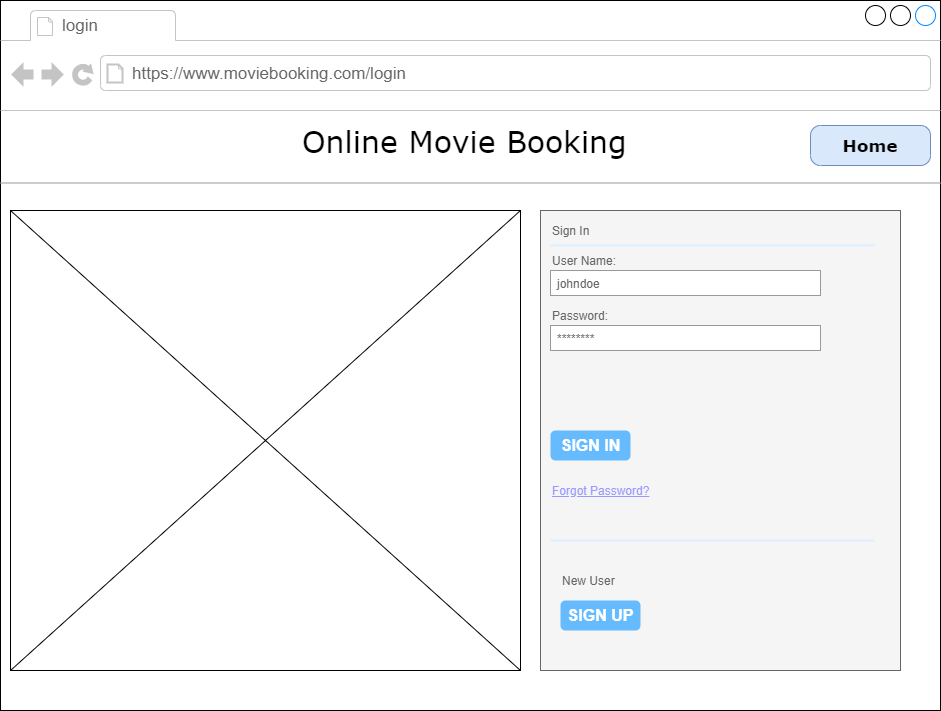 login
https://www.moviebooking.com/login
Online Movie Booking
Home
Sign In
User Name:
johndoe
Password:
********
SIGN IN
Forgot Password?
New User
SIGN UP